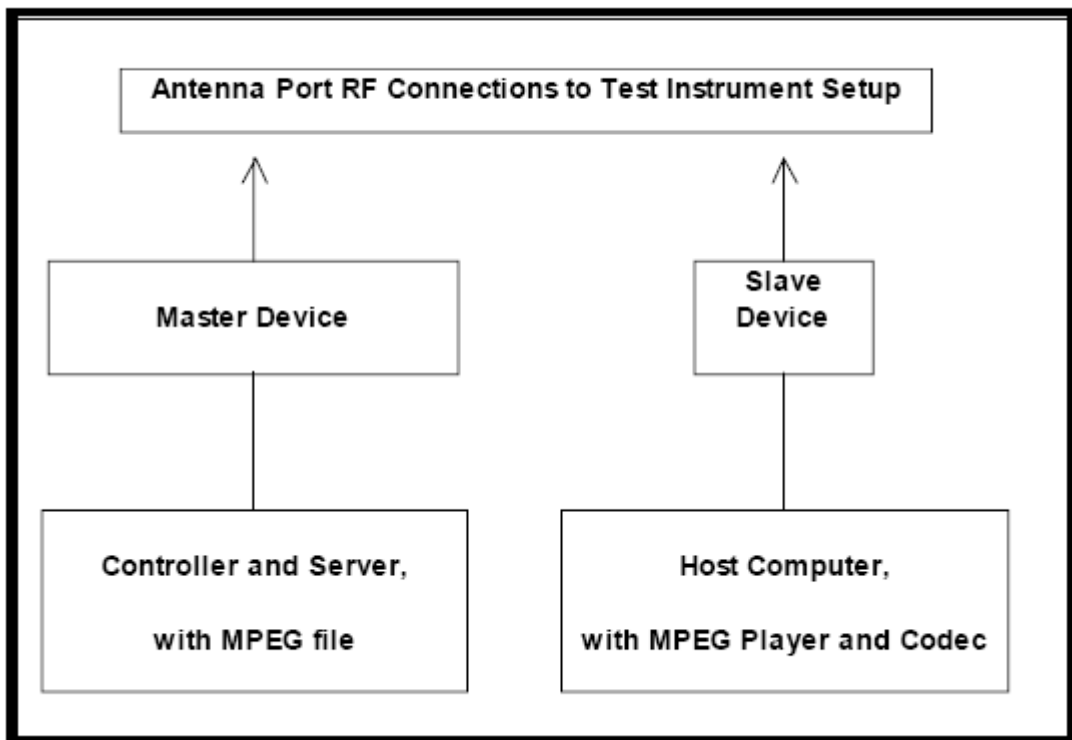 Antenna Port RF Connections to Test Instrument Setup
Master Device
Slave
Device
Controller and Server,
with MPEG file
Host Computer,
with MPEG Player and Codec